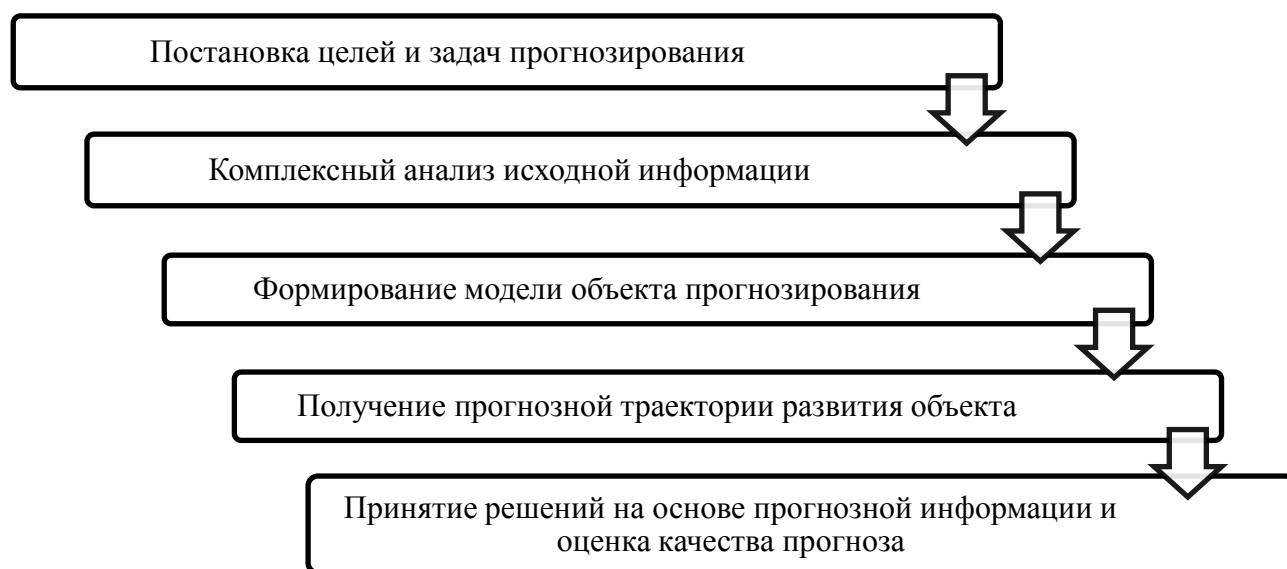 Постановка целей и задач прогнозирования
Комплексный анализ исходной информации
Формирование модели объекта прогнозирования
Получение прогнозной траектории развития объекта
Принятие решений на основе прогнозной информации и
оценка качества прогноза